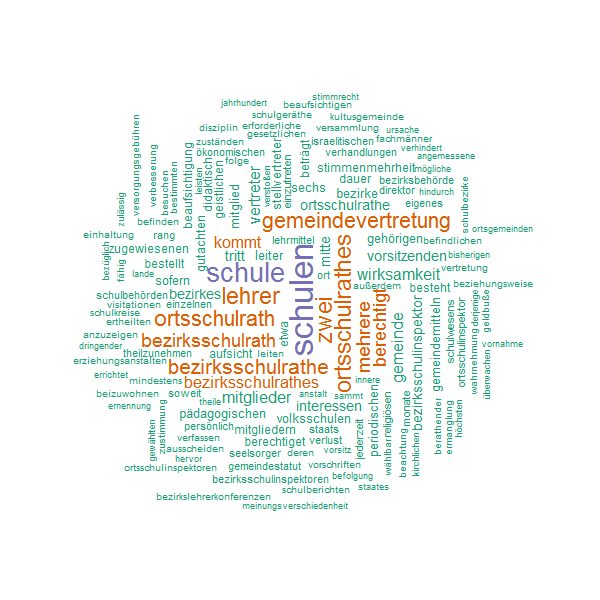 stimmrecht
jahrhundert
beaufsichtigen
schulgeräthe
kultusgemeinde
disziplin
erforderliche
versammlung
ursache
gesetzlichen
fachmänner
zuständen
israelitischen
verhindert
ökonomischen
verhandlungen
angemessene
folge
stimmenmehrheit
mögliche
dauer
bezirksbehörde
sechs
bezirke
direktor
hindurch
ortsschulrathe
eigenes
versorgungsgebühren
verbesserung
besuchen
bestimmten
beaufsichtigung
leisten
didaktische
geistlichen
mitglied
vertreter
verstoßen
stellvertreter
einzutreten
beträgt
schulbezirke
zulässig
befinden
gemeindevertretung
ortsgemeinden
einhaltung
rang
gutachten
kommt
lehrmittel
mitte
gehörigen
befindlichen
zugewiesenen
tritt
leiter
vorsitzenden
bisherigen
bezüglich
fähig
bestellt
schule
ort
wirksamkeit
vertretung
lande
sofern
außerdem
besteht
beziehungsweise
schulbehörden
bezirkes
lehrer
schulen
zwei
ortsschulrathes
mehrere
berechtigt
visitationen
einzelnen
schulkreise
ertheilten
ortsschulrath
etwa
gemeinde
bezirksschulinspektor
gemeindemitteln
schulwesens
ortsschulinspektor
wahrnehmung
derjenige
geldbuße
anzuzeigen
bezirksschulrath
dringender
theilzunehmen
aufsicht
leiten
vornahme
erziehungsanstalten
bezirksschulrathe
überwachen
errichtet
mindestens
bezirksschulrathes
innere
beizuwohnen
soweit
mitglieder
anstalt
sammt
ernennung
theile
interessen
pädagogischen
volksschulen
periodischen
wählbar
religiösen
beachtung
monate
kirchlichen
berathender
ermanglung
höchsten
gewählten
zustimmung
persönlich
mitgliedern
staats
verfassen
berechtiget
verlust
jederzeit
ausscheiden
seelsorger
deren
vorsitz
hervor
ortsschulinspektoren
gemeindestatut
vorschriften
bezirksschulinspektoren
befolgung
schulberichten
staates
bezirkslehrerkonferenzen
meinungsverschiedenheit